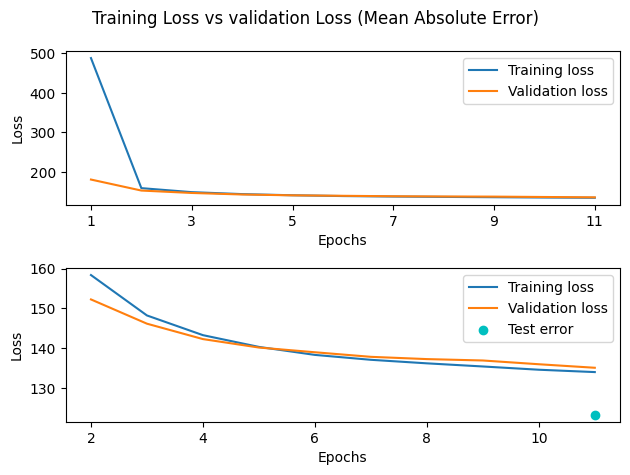 Training Loss vs validation Loss (Mean Absolute Error)
500
400
300
200
Loss
Training loss
Validation loss
1 3 5 7 9 11
Epochs
160
150
140
130
Loss
Training loss
Validation loss
Test error
2 4 6 8 10
Epochs